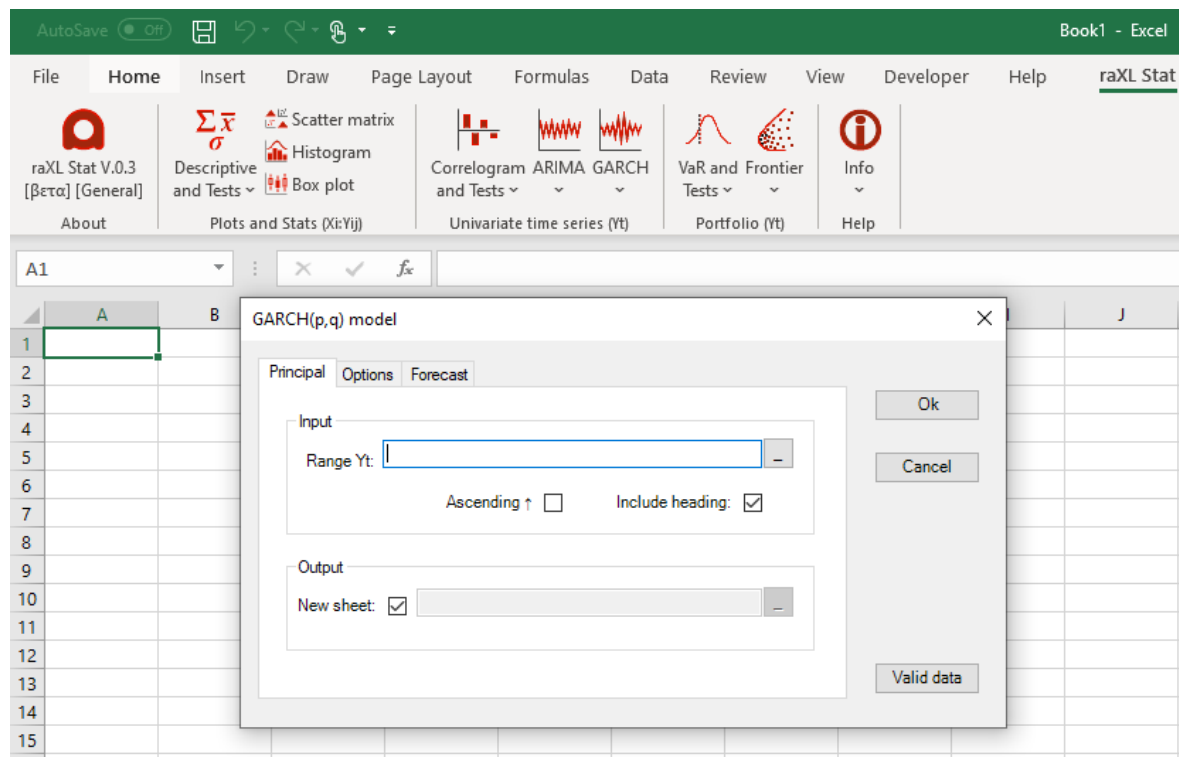 AutoSave Off Book1 - Excel
File Home Insert Draw Page Layout Formulas Data Review View Developer Help raXL Stat
Σ x̄ σ
raXL Stat V.0.3
[βετα] [General]
About
Descriptive
and Tests
Scatter matrix
Histogram
Box plot
Plots and Stats (Xi:Yij)
Correlogram
and Tests
ARIMA
GARCH
Univariate time series (Yt)
VaR and
Tests
Frontier
Portfolio (Yt)
Info
Help
A1 fx
A B J
1
2
3
4
5
6
7
8
9
10
11
12
13
14
15
GARCH(p,q) model
Principal Options Forecast
Input
Range Yt: _
Ascending ↑ Include heading:
Output
New sheet: _
Ok
Cancel
Valid data